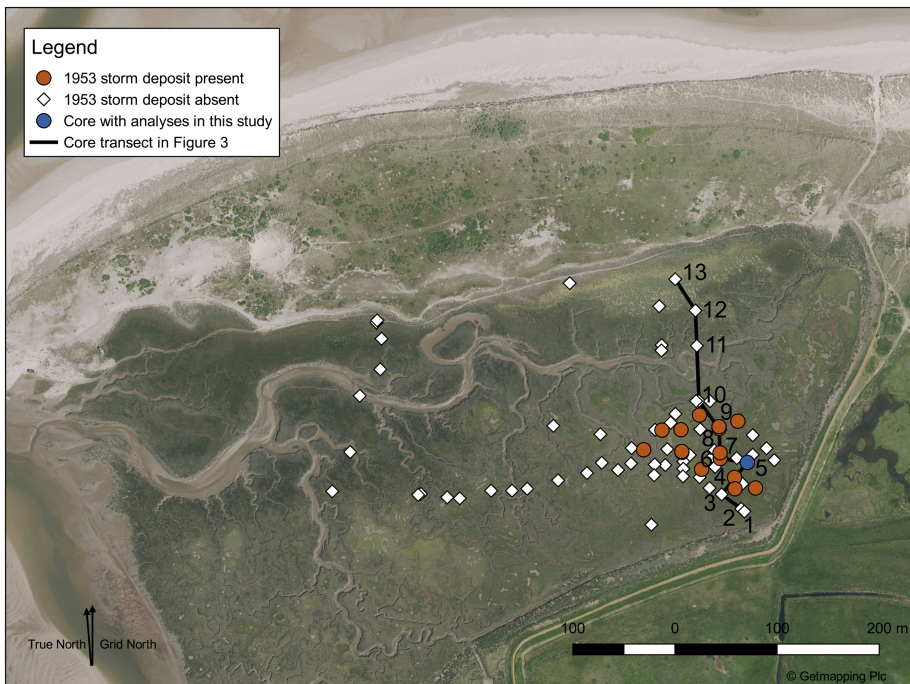 Legend
1953 storm deposit present
1953 storm deposit absent
Core with analyses in this study
Core transect in Figure 3
13
12
11
10
9
8
7
6
5
4
3
2
1
True North
Grid North
100
0
100
200 m
© Getmapping Plc